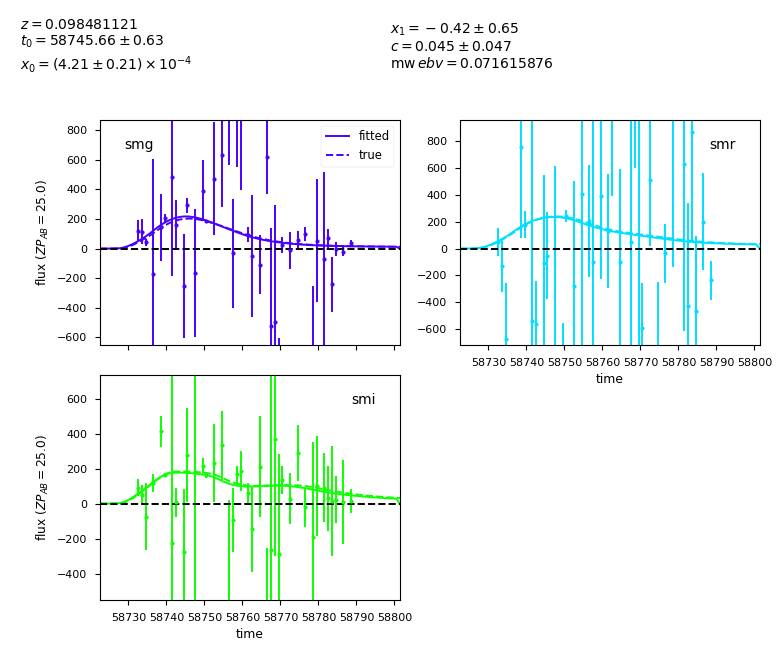 z = 0.098481121
t0 = 58745.66 ± 0.63
x0 = (4.21 ± 0.21) × 10^−4
x1 = −0.42 ± 0.65
c = 0.045 ± 0.047
mw ebv = 0.071615876
800
600
400
200
0
−200
−400
−600
flux (ZP_AB = 25.0)
smg
fitted
true
800
600
400
200
0
−200
−400
−600
smr
58730 58740 58750 58760 58770 58780 58790 58800
time
600
400
200
0
−200
−400
flux (ZP_AB = 25.0)
smi
58730 58740 58750 58760 58770 58780 58790 58800
time